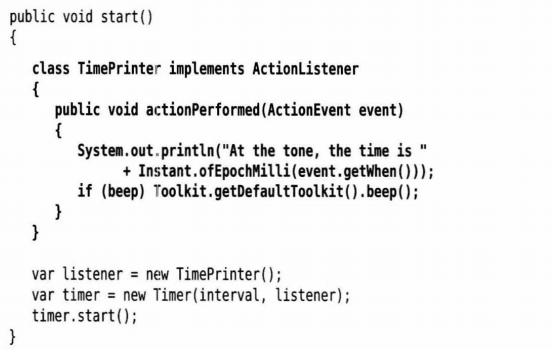 public void start()
{
   class TimePrinter implements ActionListener
   {
      public void actionPerformed(ActionEvent event)
      {
         System.out.println("At the tone, the time is "
               + Instant.ofEpochMilli(event.getWhen()));
         if (beep) Toolkit.getDefaultToolkit().beep();
      }
   }

   var listener = new TimePrinter();
   var timer = new Timer(interval, listener);
   timer.start();
}